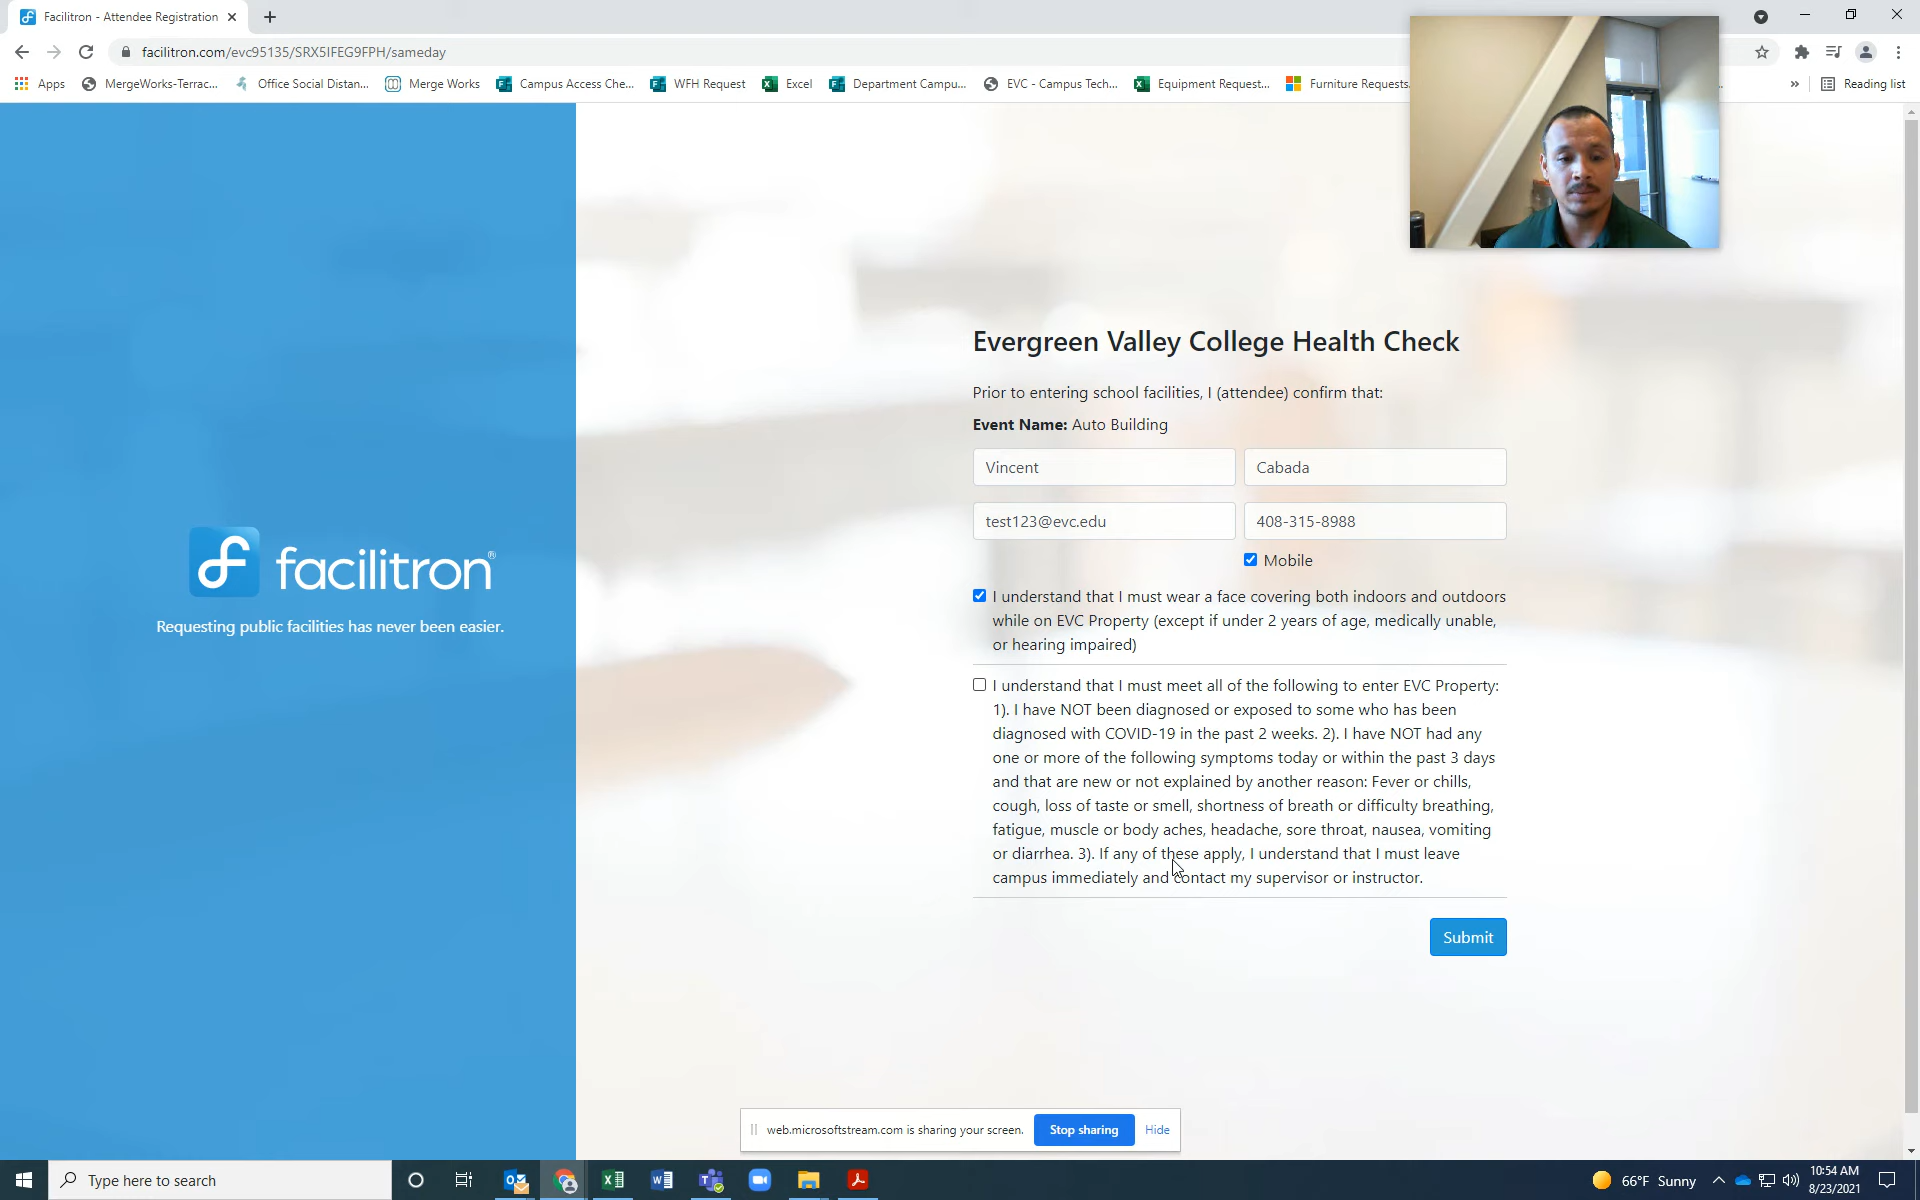 Facilitron - Attendee Registration
facilitron.com/evc95135/SRX5IFEG9FPH/sameday
Apps MergeWorks-Terrac... Office Social Distan... Merge Works Campus Access Che... WFH Request Excel Department Campu... EVC - Campus Tech... Equipment Request... Furniture Requests. » Reading list
Evergreen Valley College Health Check
Prior to entering school facilities, I (attendee) confirm that:
Event Name: Auto Building
Vincent Cabada
test123@evc.edu 408-315-8988
Mobile
I understand that I must wear a face covering both indoors and outdoors
while on EVC Property (except if under 2 years of age, medically unable,
or hearing impaired)
I understand that I must meet all of the following to enter EVC Property:
1). I have NOT been diagnosed or exposed to some who has been
diagnosed with COVID-19 in the past 2 weeks. 2). I have NOT had any
one or more of the following symptoms today or within the past 3 days
and that are new or not explained by another reason: Fever or chills,
cough, loss of taste or smell, shortness of breath or difficulty breathing,
fatigue, muscle or body aches, headache, sore throat, nausea, vomiting
or diarrhea. 3). If any of these apply, I understand that I must leave
campus immediately and contact my supervisor or instructor.
Submit
facilitron®
Requesting public facilities has never been easier.
web.microsoftstream.com is sharing your screen. Stop sharing Hide
Type here to search
66°F Sunny
10:54 AM
8/23/2021